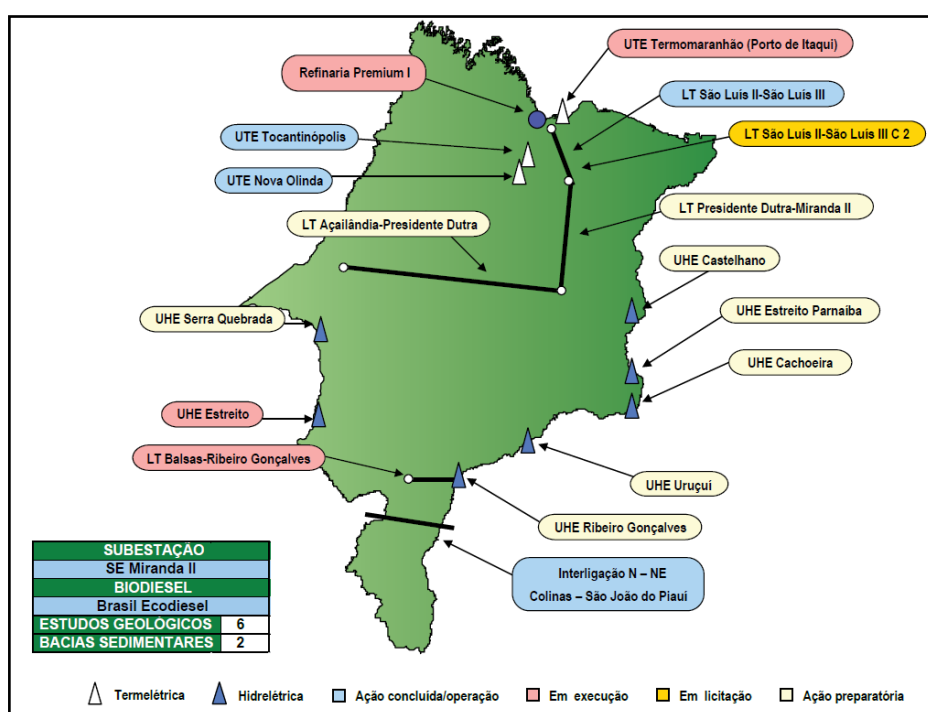 UTE Termomaranhão (Porto de Itaqui)
Refinaria Premium I
LT São Luís II-São Luís III
UTE Tocantinópolis
LT São Luís II-São Luís III C 2
UTE Nova Olinda
LT Presidente Dutra-Miranda II
LT Açailândia-Presidente Dutra
UHE Castelhano
UHE Serra Quebrada
UHE Estreito Parnaíba
UHE Cachoeira
UHE Estreito
LT Balsas-Ribeiro Gonçalves
UHE Uruçuí
UHE Ribeiro Gonçalves
Interligação N – NE
Colinas – São João do Piauí
SUBESTAÇÃO
SE Miranda II
BIODIESEL
Brasil Ecodiesel
ESTUDOS GEOLÓGICOS 6
BACIAS SEDIMENTARES 2
Termelétrica Hidrelétrica Ação concluída/operação Em execução Em licitação Ação preparatória